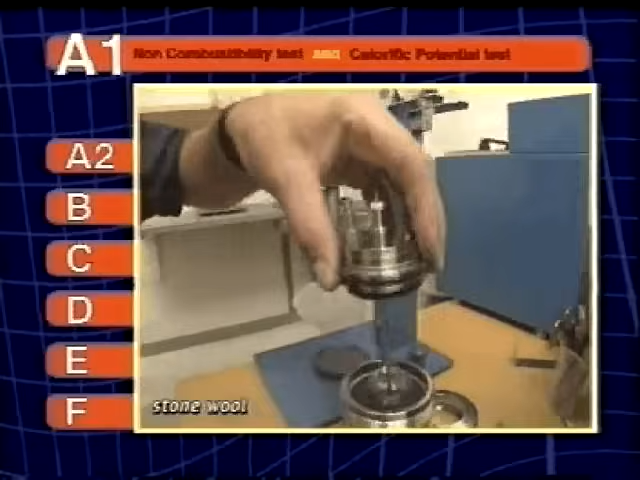 A1 Non Combustibility test AND Calorific Potential test
A2
B
C
D
E
F
stone wool